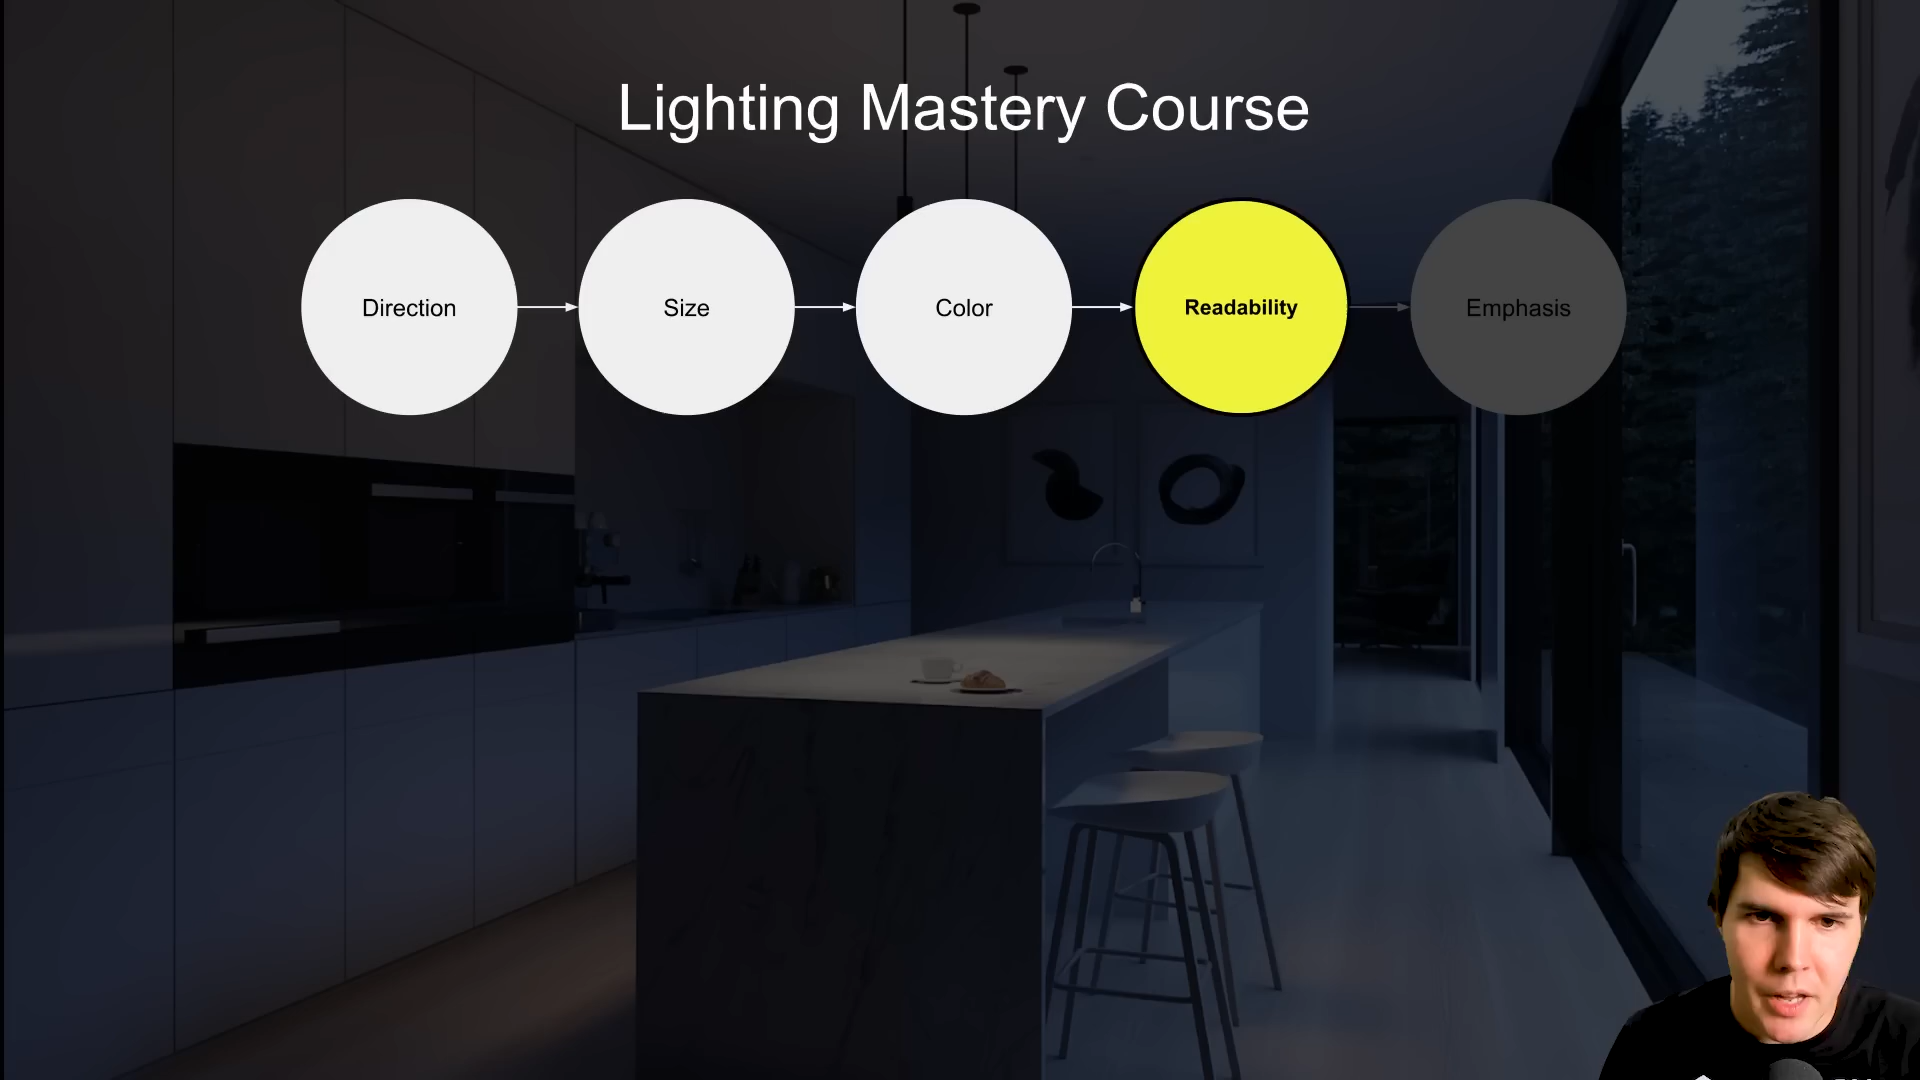 Lighting Mastery Course
Direction
Size
Color
Readability
Emphasis